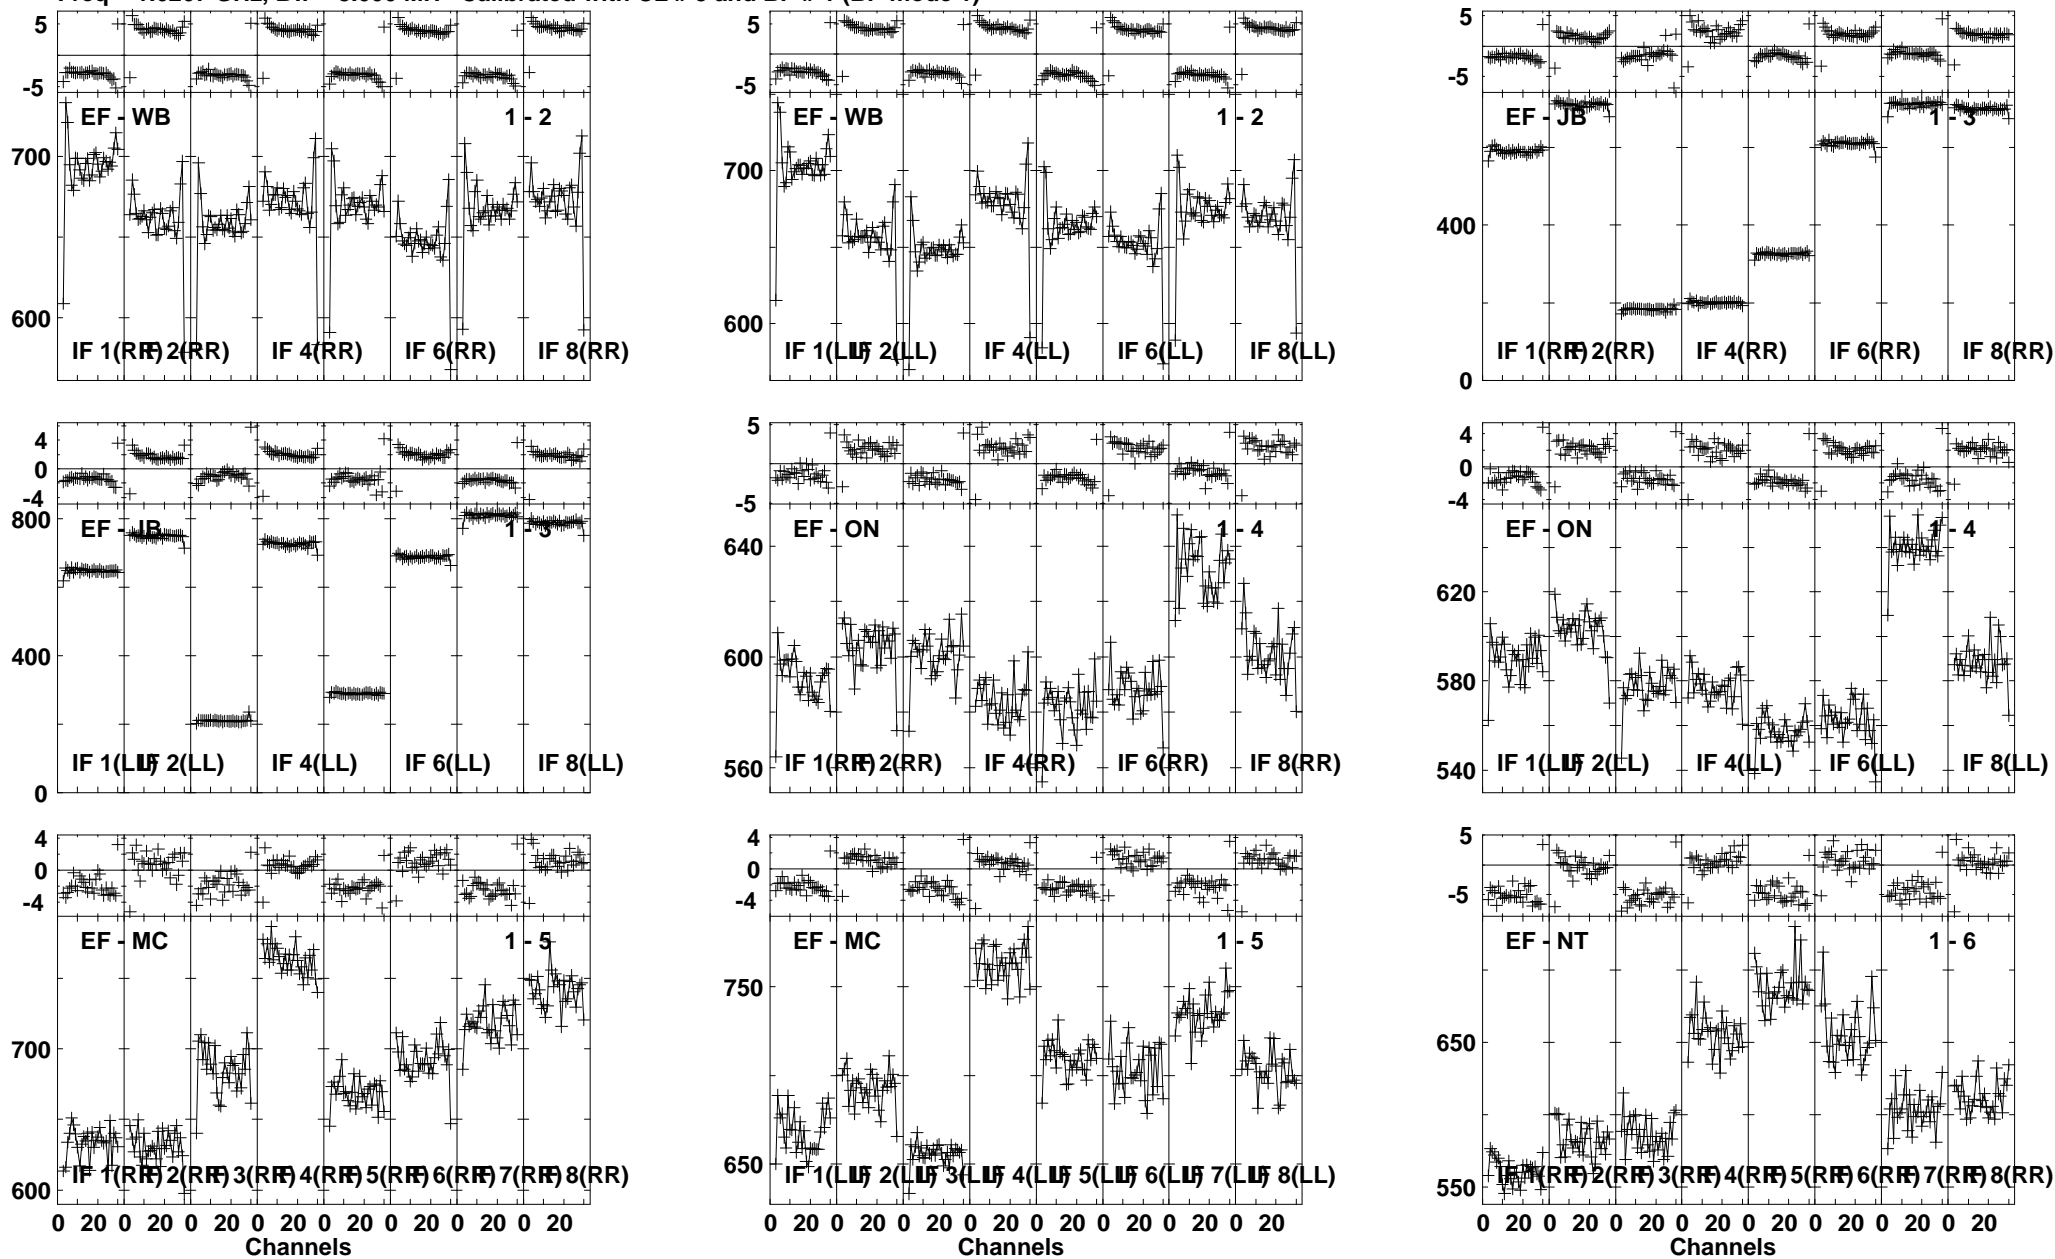 Freq GHz, MH Calibrated with CL # and BP # (BP mode 1)
5
-5
EF - WB 1 - 2
700
600
IF 1(RR) IF 2(RR) IF 4(RR) IF 6(RR) IF 8(RR)
5
-5
EF - WB 1 - 2
700
600
IF 1(LL) IF 2(LL) IF 4(LL) IF 6(LL) IF 8(LL)
5
-5
EF - JB 1 - 3
400
0
IF 1(RR) IF 2(RR) IF 4(RR) IF 6(RR) IF 8(RR)
4
0
-4
800
EF - JB 1 - 3
400
0
IF 1(LL) IF 2(LL) IF 4(LL) IF 6(LL) IF 8(LL)
5
-5
EF - ON 1 - 4
640
600
560
IF 1(RR) IF 2(RR) IF 4(RR) IF 6(RR) IF 8(RR)
4
0
-4
EF - ON 1 - 4
620
580
540
IF 1(LL) IF 2(LL) IF 4(LL) IF 6(LL) IF 8(LL)
4
0
-4
EF - MC 1 - 5
700
600
IF 1(RR) IF 2(RR) IF 3(RR) IF 4(RR) IF 5(RR) IF 6(RR) IF 7(RR) IF 8(RR)
0 20 0 20 0 20 0 20 0 20 0 20 0 20 0 20
Channels
4
0
-4
EF - MC 1 - 5
750
650
IF 1(LL) IF 2(LL) IF 3(LL) IF 4(LL) IF 5(LL) IF 6(LL) IF 7(LL) IF 8(LL)
0 20 0 20 0 20 0 20 0 20 0 20 0 20 0 20
Channels
5
-5
EF - NT 1 - 6
650
550
IF 1(RR) IF 2(RR) IF 3(RR) IF 4(RR) IF 5(RR) IF 6(RR) IF 7(RR) IF 8(RR)
0 20 0 20 0 20 0 20 0 20 0 20 0 20 0 20
Channels